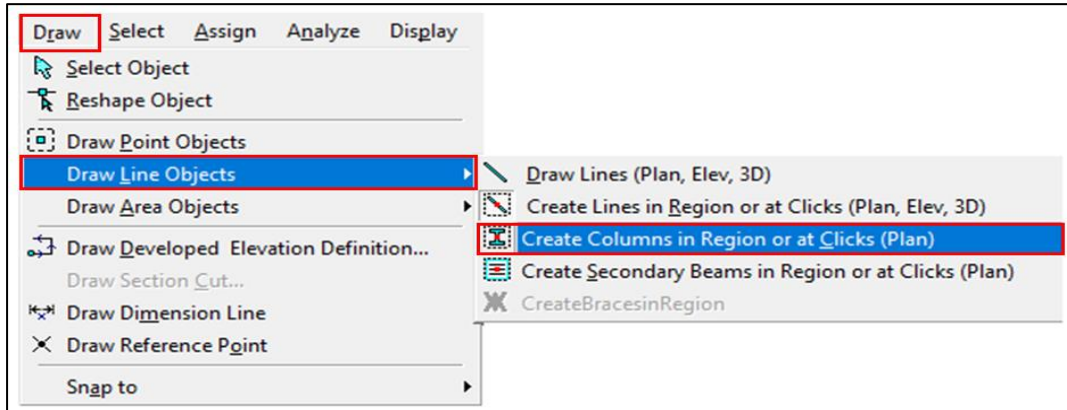 Draw Select Assign Analyze Display
Select Object
Reshape Object
Draw Point Objects
Draw Line Objects
Draw Area Objects
Draw Developed Elevation Definition...
Draw Section Cut...
Draw Dimension Line
Draw Reference Point
Snap to
Draw Lines (Plan, Elev, 3D)
Create Lines in Region or at Clicks (Plan, Elev, 3D)
Create Columns in Region or at Clicks (Plan)
Create Secondary Beams in Region or at Clicks (Plan)
CreateBracesinRegion